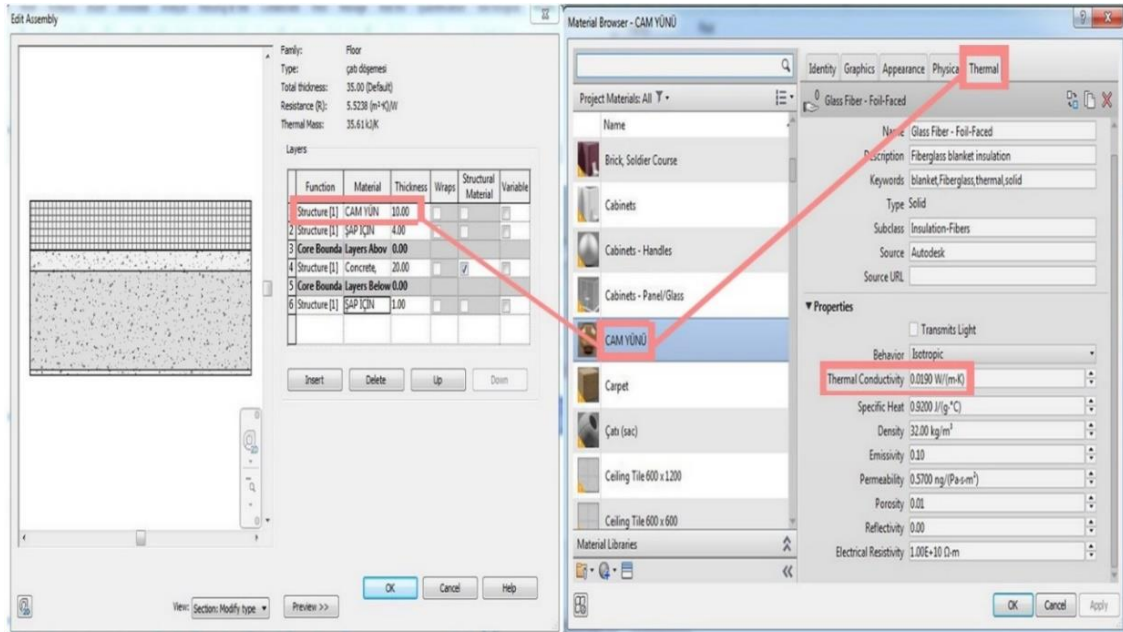 Edit Assembly
Family: Floor
Type: çatı döşemesi
Total thickness: 35.00 (Default)
Resistance (R): 5.5238 (m²·K)/W
Thermal Mass: 35.61 kJ/K
Layers
Function Material Thickness Wraps Structural Material Variable
Structure [1] CAM YÜN 10.00
2 Structure [1] ŞAP İÇİN 4.00
3 Core Bounda Layers Abov 0.00
4 Structure [1] Concrete, 20.00
5 Core Bounda Layers Below 0.00
6 Structure [1] ŞAP İÇİN 1.00
Insert Delete Up Down
OK Cancel Help
View: Section: Modify type Preview >>
Material Browser - CAM YÜNÜ
Project Materials: All
Name
Brick, Soldier Course
Cabinets
Cabinets - Handles
Cabinets - Panel/Glass
CAM YÜNÜ
Carpet
Çatı (sac)
Ceiling Tile 600 x 1200
Ceiling Tile 600 x 600
Material Libraries
Identity Graphics Appearance Physica Thermal
0 Glass Fiber - Foil-Faced
Name Glass Fiber - Foil-Faced
Description Fiberglass blanket insulation
Keywords blanket,Fiberglass,thermal,solid
Type Solid
Subclass Insulation-Fibers
Source Autodesk
Source URL
▼ Properties
Transmits Light
Behavior Isotropic
Thermal Conductivity 0.0190 W/(m·K)
Specific Heat 0.9200 J/(g·°C)
Density 32.00 kg/m³
Emissivity 0.10
Permeability 0.5700 ng/(Pa·s·m²)
Porosity 0.01
Reflectivity 0.00
Electrical Resistivity 1.00E+10 Ω·m
OK Cancel Apply